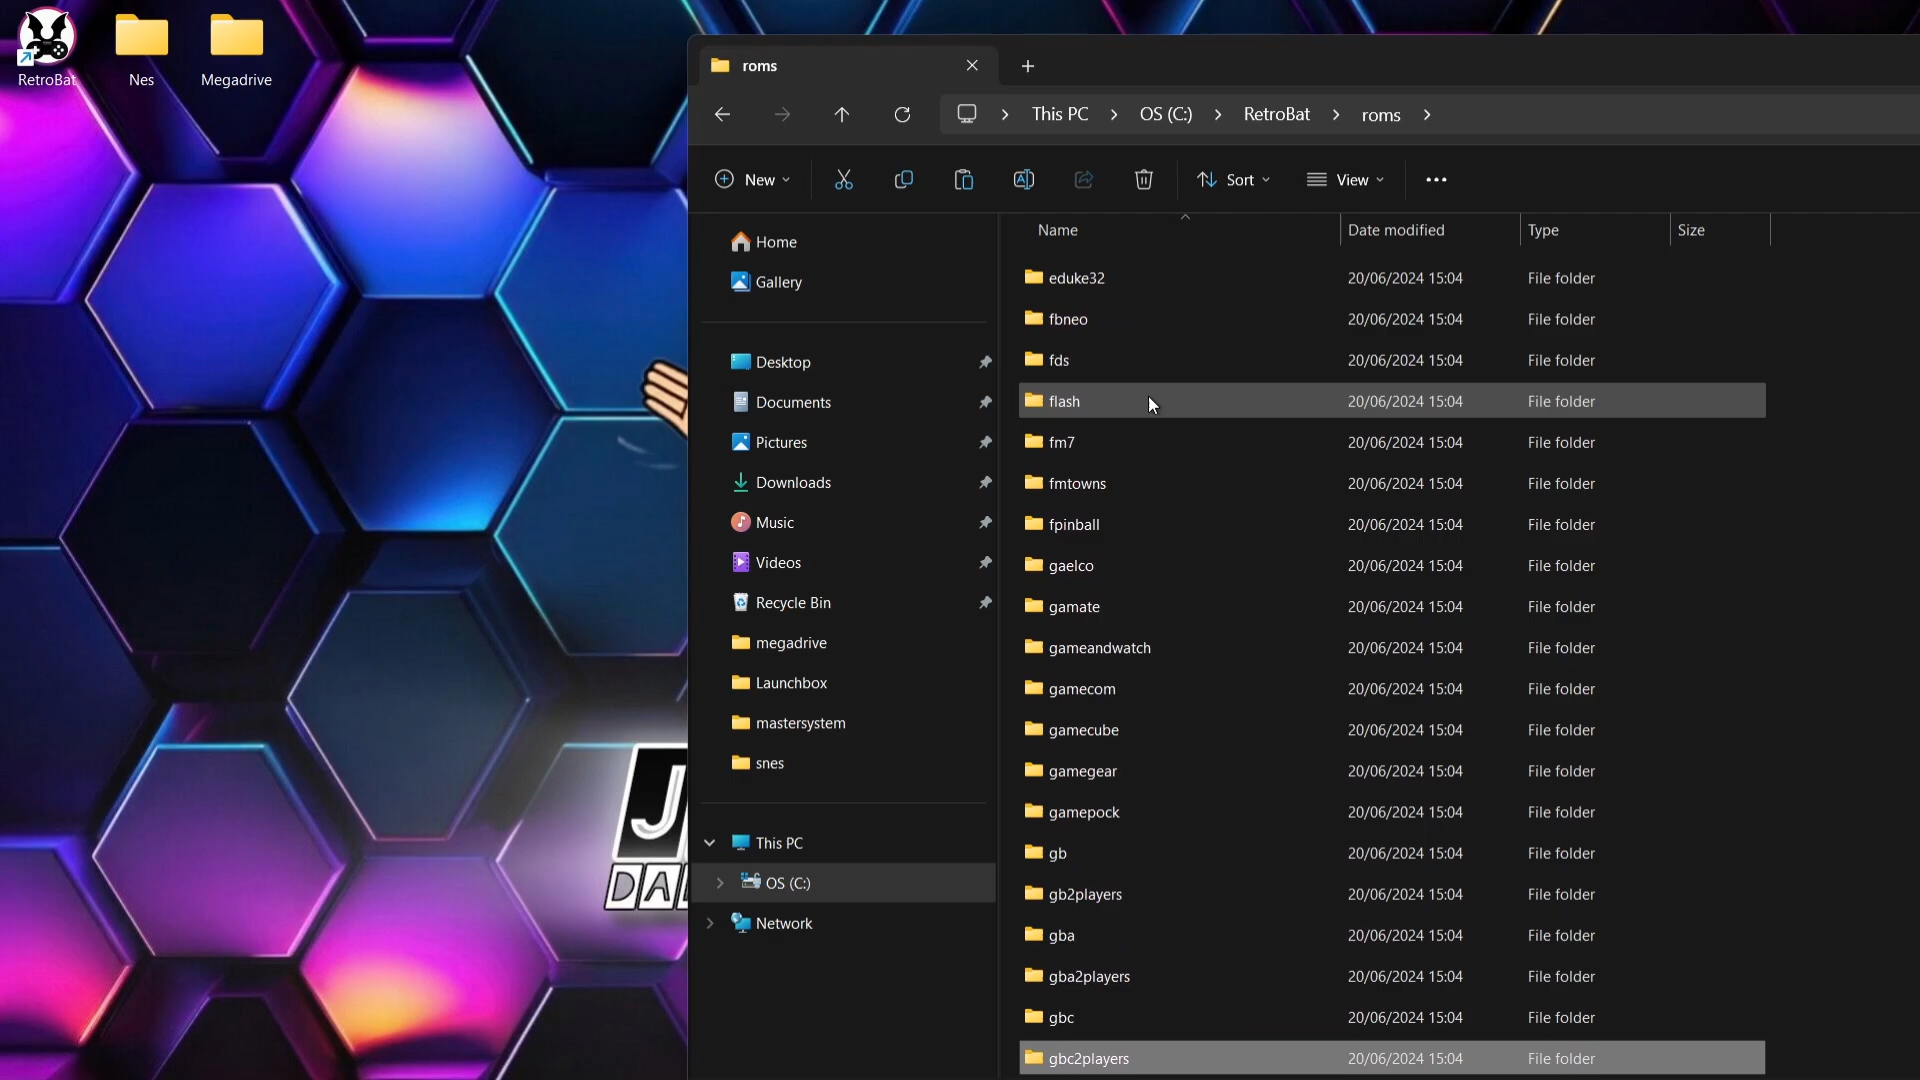 RetroBat
Nes
Megadrive
roms
This PC
OS (C:)
RetroBat
roms
New
Sort
View
Home
Gallery
Desktop
Documents
Pictures
Downloads
Music
Videos
Recycle Bin
megadrive
Launchbox
mastersystem
snes
This PC
OS (C:)
Network
Name Date modified Type Size
eduke32 20/06/2024 15:04 File folder
fbneo 20/06/2024 15:04 File folder
fds 20/06/2024 15:04 File folder
flash 20/06/2024 15:04 File folder
fm7 20/06/2024 15:04 File folder
fmtowns 20/06/2024 15:04 File folder
fpinball 20/06/2024 15:04 File folder
gaelco 20/06/2024 15:04 File folder
gamate 20/06/2024 15:04 File folder
gameandwatch 20/06/2024 15:04 File folder
gamecom 20/06/2024 15:04 File folder
gamecube 20/06/2024 15:04 File folder
gamegear 20/06/2024 15:04 File folder
gamepock 20/06/2024 15:04 File folder
gb 20/06/2024 15:04 File folder
gb2players 20/06/2024 15:04 File folder
gba 20/06/2024 15:04 File folder
gba2players 20/06/2024 15:04 File folder
gbc 20/06/2024 15:04 File folder
gbc2players 20/06/2024 15:04 File folder